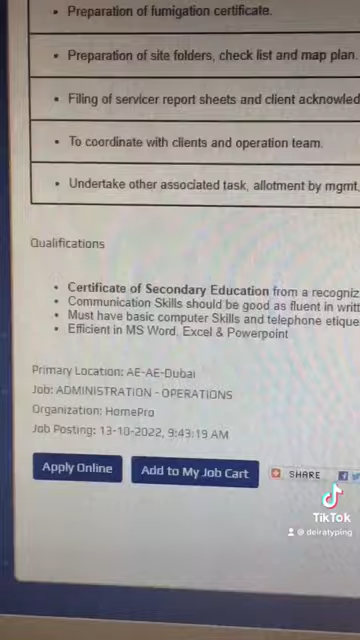 • Preparation of fumigation certificate.
• Preparation of site folders, check list and map plan.
• Filing of servicer report sheets and client acknowled
• To coordinate with clients and operation team.
• Undertake other associated task, allotment by mgmt.
Qualifications
• Certificate of Secondary Education from a recogniz
• Communication Skills should be good as fluent in writt
• Must have basic computer Skills and telephone etique
• Efficient in MS Word, Excel & Powerpoint
Primary Location: AE-AE-Dubai
Job: ADMINISTRATION - OPERATIONS
Organization: HomePro
Job Posting: 13-10-2022, 9:43:19 AM
Apply Online Add to My Job Cart SHARE
TikTok
@deiratyping